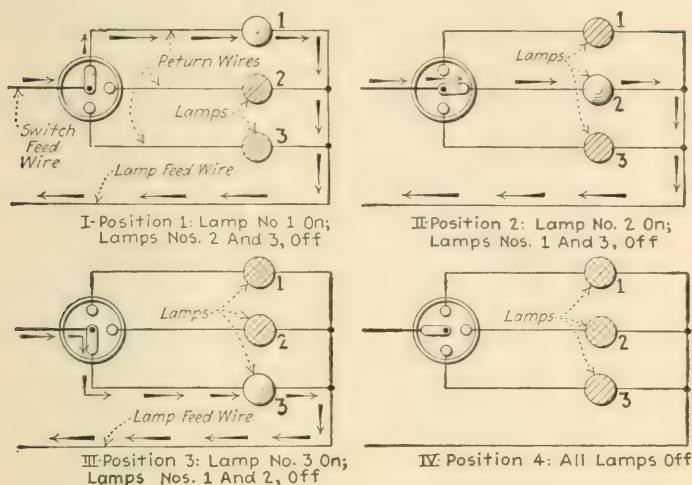 1
Return Wires
2
Lamps
3
Switch
Feed
Wire
Lamp Feed Wire
I-Position 1: Lamp No 1 On;
Lamps Nos. 2 And 3, Off
1
Lamps
2
3
II-Position 2: Lamp No. 2 On;
Lamps Nos. 1 And 3, Off
1
Lamps
2
3
Lamp Feed Wire
III-Position 3: Lamp No. 3 On;
Lamps Nos. 1 And 2, Off
1
Lamps
2
3
IV-Position 4: All Lamps Off